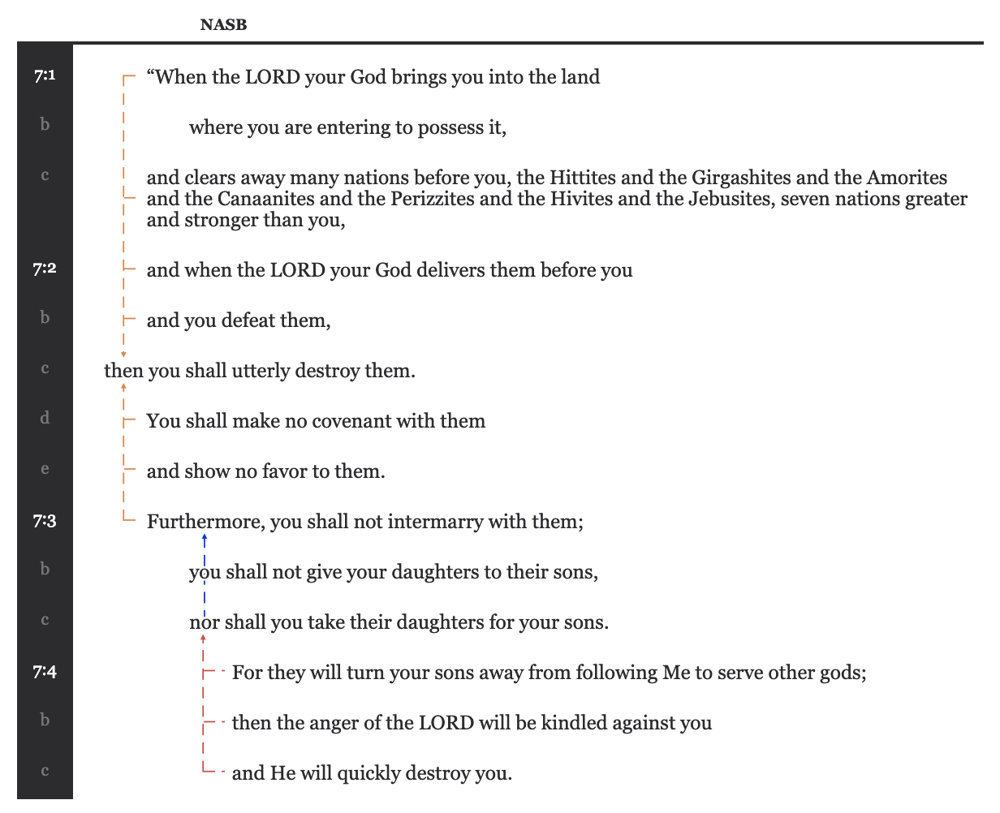 NASB
7:1 “When the LORD your God brings you into the land
b where you are entering to possess it,
c and clears away many nations before you, the Hittites and the Girgashites and the Amorites
and the Canaanites and the Perizzites and the Hivites and the Jebusites, seven nations greater
and stronger than you,
7:2 and when the LORD your God delivers them before you
b and you defeat them,
c then you shall utterly destroy them.
d You shall make no covenant with them
e and show no favor to them.
7:3 Furthermore, you shall not intermarry with them;
b you shall not give your daughters to their sons,
c nor shall you take their daughters for your sons.
7:4 For they will turn your sons away from following Me to serve other gods;
b then the anger of the LORD will be kindled against you
c and He will quickly destroy you.